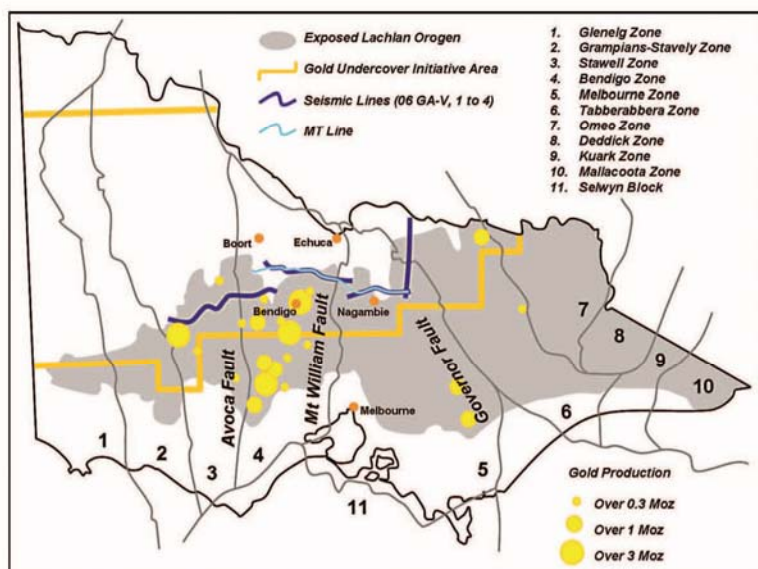 Exposed Lachlan Orogen
Gold Undercover Initiative Area
Seismic Lines (06 GA-V, 1 to 4)
MT Line
1. Glenelg Zone
2. Grampians-Stavely Zone
3. Stawell Zone
4. Bendigo Zone
5. Melbourne Zone
6. Tabberabbera Zone
7. Omeo Zone
8. Deddick Zone
9. Kuark Zone
10. Mallacoota Zone
11. Selwyn Block
Boort
Echuca
Bendigo
Nagambie
Avoca Fault
Mt William Fault
Governor Fault
Melbourne
7
8
9
10
6
1
2
3
4
5
11
Gold Production
Over 0.3 Moz
Over 1 Moz
Over 3 Moz